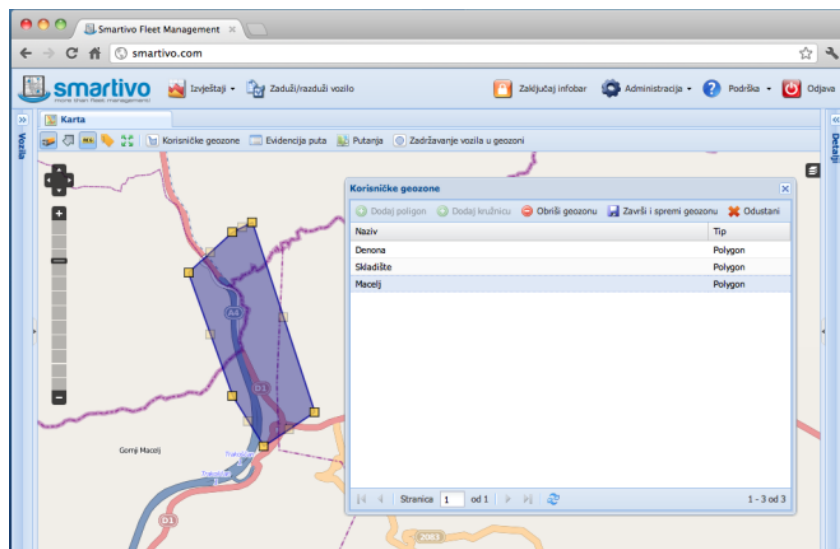 Smartivo Fleet Management
smartivo.com
smartivo
more than fleet management!
Izvještaji
Zaduži/razduži vozilo
Zaključaj infobar
Administracija
Podrška
Odjava
Vozila
Karta
Detalji
Korisničke geozone
Evidencija puta
Putanja
Zadržavanje vozila u geozoni
Korisničke geozone
Dodaj poligon
Dodaj kružnicu
Obriši geozonu
Završi i spremi geozonu
Odustani
Naziv
Tip
Denona
Polygon
Skladište
Polygon
Macelj
Polygon
D1
Gornji Macelj
D1
2083
Stranica 1 od 1
1 - 3 od 3